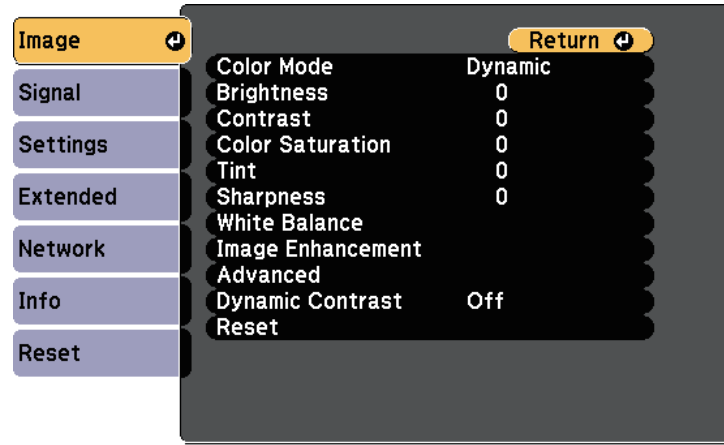 Image
Signal
Settings
Extended
Network
Info
Reset
Return
Color Mode Dynamic
Brightness 0
Contrast 0
Color Saturation 0
Tint 0
Sharpness 0
White Balance
Image Enhancement
Advanced
Dynamic Contrast Off
Reset